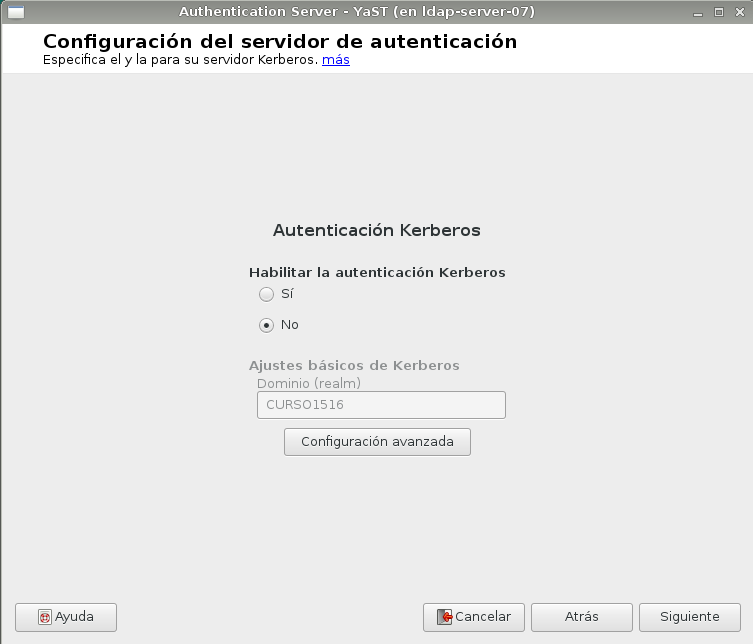 Authentication Server - YaST (en ldap-server-07)
Configuración del servidor de autenticación
Especifica el y la para su servidor Kerberos. más
Autenticación Kerberos
Habilitar la autenticación Kerberos
Sí
No
Ajustes básicos de Kerberos
Dominio (realm)
CURSO1516
Configuración avanzada
Ayuda
Cancelar
Atrás
Siguiente